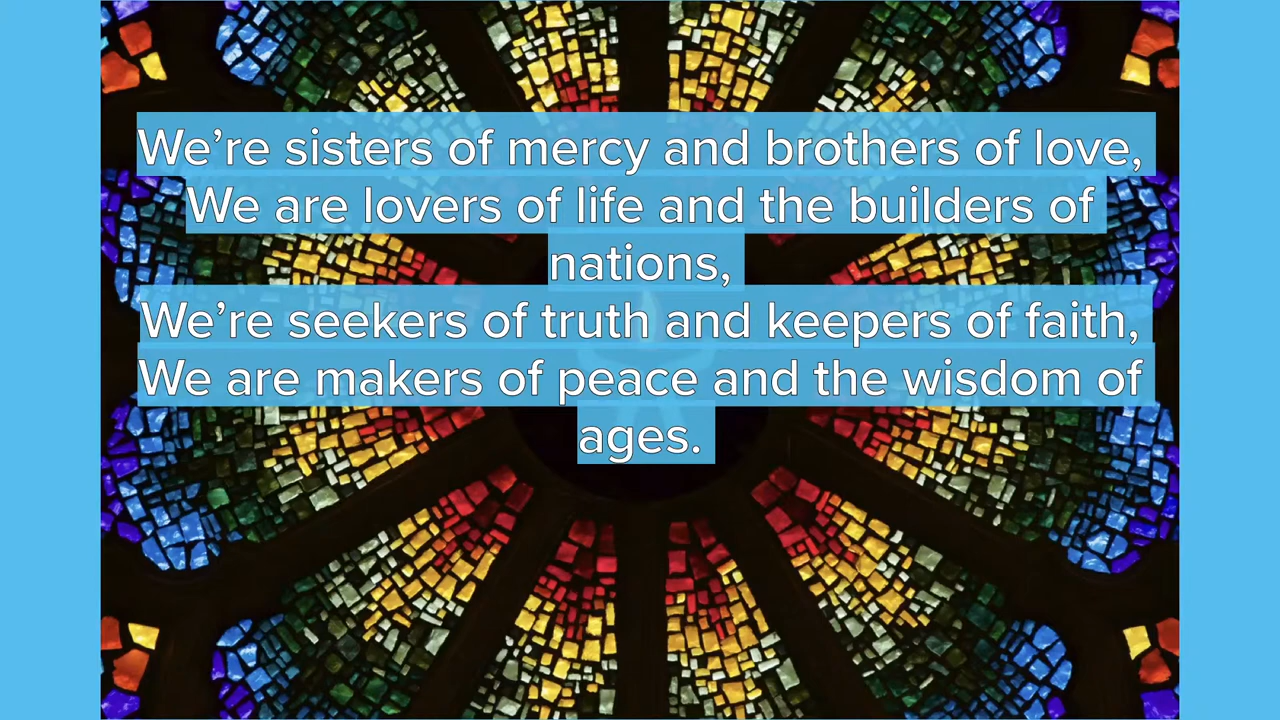 We’re sisters of mercy and brothers of love,
We are lovers of life and the builders of
nations,
We’re seekers of truth and keepers of faith,
We are makers of peace and the wisdom of
ages.